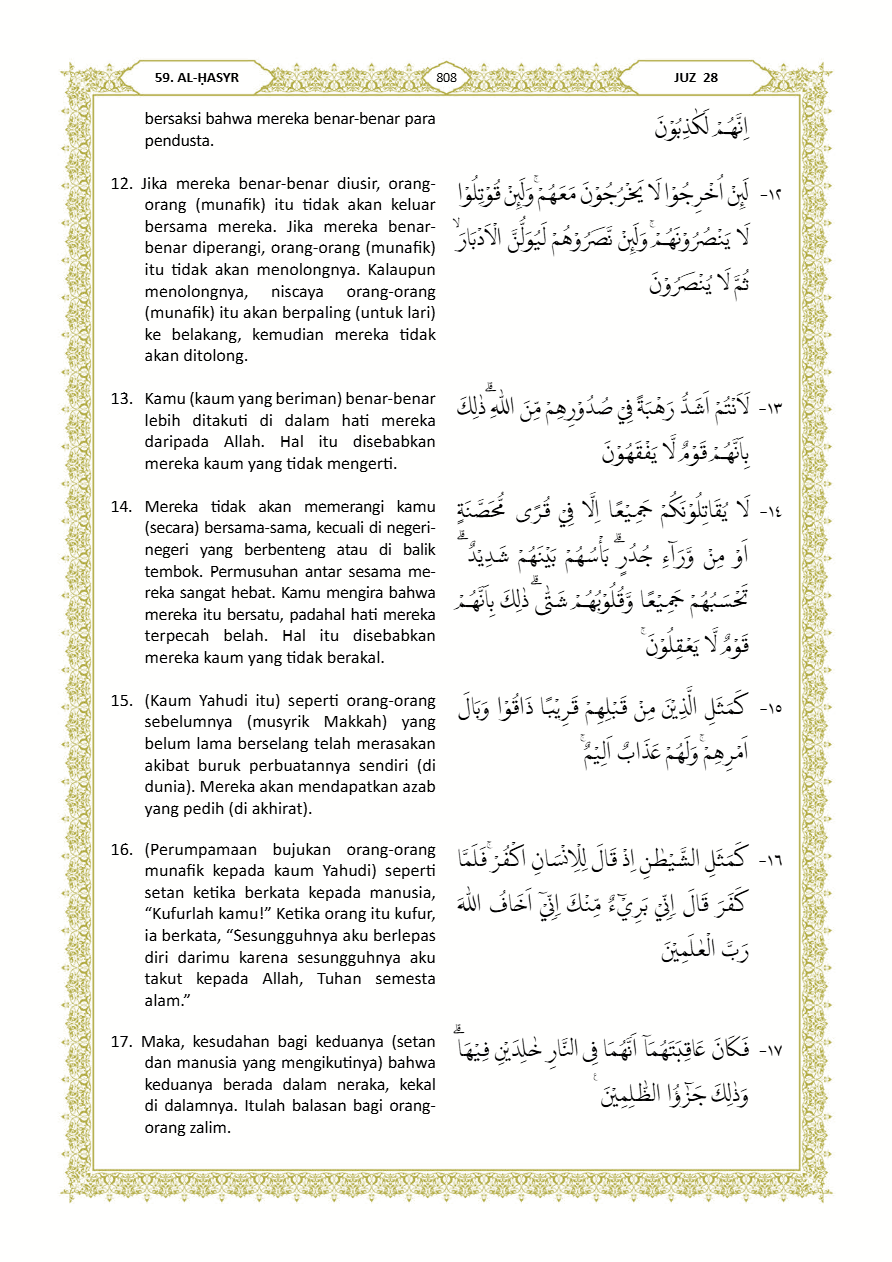 59. AL-ḤASYR
808
JUZ 28
bersaksi bahwa mereka benar-benar para
pendusta.
اِنَّهُمْ لَكٰذِبُوْنَ
12. Jika mereka benar-benar diusir, orang-
orang (munafik) itu tidak akan keluar
bersama mereka. Jika mereka benar-
benar diperangi, orang-orang (munafik)
itu tidak akan menolongnya. Kalaupun
menolongnya, niscaya orang-orang
(munafik) itu akan berpaling (untuk lari)
ke belakang, kemudian mereka tidak
akan ditolong.
١٢- لَىِٕنْ اُخْرِجُوْا لَا يَخْرُجُوْنَ مَعَهُمْۚ وَلَىِٕنْ قُوْتِلُوْا
لَا يَنْصُرُوْنَهُمْۚ وَلَىِٕنْ نَّصَرُوْهُمْ لَيُوَلُّنَّ الْاَدْبَارَۙ
ثُمَّ لَا يُنْصَرُوْنَ
13. Kamu (kaum yang beriman) benar-benar
lebih ditakuti di dalam hati mereka
daripada Allah. Hal itu disebabkan
mereka kaum yang tidak mengerti.
١٣- لَاَنْتُمْ اَشَدُّ رَهْبَةً فِيْ صُدُوْرِهِمْ مِّنَ اللّٰهِۗ ذٰلِكَ
بِاَنَّهُمْ قَوْمٌ لَّا يَفْقَهُوْنَ
14. Mereka tidak akan memerangi kamu
(secara) bersama-sama, kecuali di negeri-
negeri yang berbenteng atau di balik
tembok. Permusuhan antar sesama me-
reka sangat hebat. Kamu mengira bahwa
mereka itu bersatu, padahal hati mereka
terpecah belah. Hal itu disebabkan
mereka kaum yang tidak berakal.
١٤- لَا يُقَاتِلُوْنَكُمْ جَمِيْعًا اِلَّا فِيْ قُرًى مُّحَصَّنَةٍ
اَوْ مِنْ وَّرَاۤءِ جُدُرٍۗ بَأْسُهُمْ بَيْنَهُمْ شَدِيْدٌۗ
تَحْسَبُهُمْ جَمِيْعًا وَّقُلُوْبُهُمْ شَتّٰىۗ ذٰلِكَ بِاَنَّهُمْ
قَوْمٌ لَّا يَعْقِلُوْنَۚ
15. (Kaum Yahudi itu) seperti orang-orang
sebelumnya (musyrik Makkah) yang
belum lama berselang telah merasakan
akibat buruk perbuatannya sendiri (di
dunia). Mereka akan mendapatkan azab
yang pedih (di akhirat).
١٥- كَمَثَلِ الَّذِيْنَ مِنْ قَبْلِهِمْ قَرِيْبًا ذَاقُوْا وَبَالَ
اَمْرِهِمْۚ وَلَهُمْ عَذَابٌ اَلِيْمٌۚ
16. (Perumpamaan bujukan orang-orang
munafik kepada kaum Yahudi) seperti
setan ketika berkata kepada manusia,
“Kufurlah kamu!” Ketika orang itu kufur,
ia berkata, “Sesungguhnya aku berlepas
diri darimu karena sesungguhnya aku
takut kepada Allah, Tuhan semesta
alam.”
١٦- كَمَثَلِ الشَّيْطٰنِ اِذْ قَالَ لِلْاِنْسَانِ اكْفُرْۚ فَلَمَّا
كَفَرَ قَالَ اِنِّيْ بَرِيْۤءٌ مِّنْكَ اِنِّيْٓ اَخَافُ اللّٰهَ
رَبَّ الْعٰلَمِيْنَ
17. Maka, kesudahan bagi keduanya (setan
dan manusia yang mengikutinya) bahwa
keduanya berada dalam neraka, kekal
di dalamnya. Itulah balasan bagi orang-
orang zalim.
١٧- فَكَانَ عَاقِبَتَهُمَآ اَنَّهُمَا فِى النَّارِ خٰلِدَيْنِ فِيْهَاۗ
وَذٰلِكَ جَزٰۤؤُا الظّٰلِمِيْنَۚ